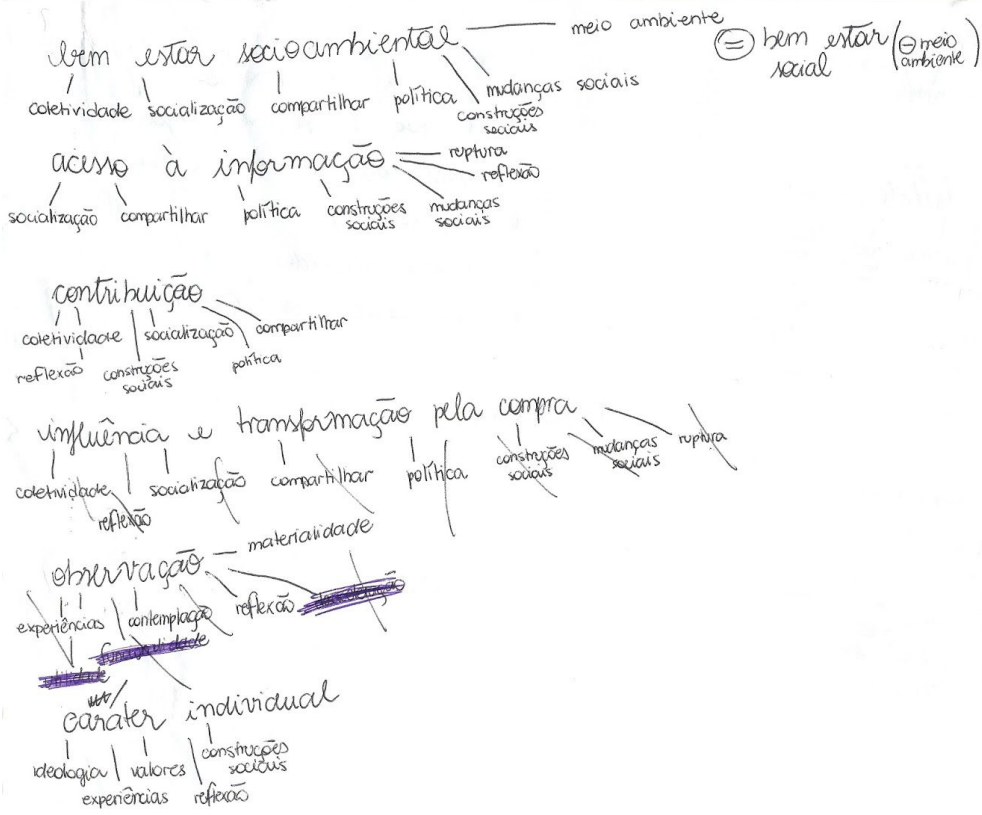 bem estar socioambiental
meio ambiente
= bem estar social (- meio ambiente)
coletividade socialização compartilhar política mudanças sociais
construções sociais
acesso à informação
ruptura
reflexão
socialização compartilhar política construções sociais mudanças sociais
contribuição
coletividade socialização compartilhar
reflexão construções sociais política
influência e transformação pela compra
coletividade socialização compartilhar política construções sociais mudanças sociais ruptura
reflexão
observação
materialidade
experiências contemplação reflexão
funcionalidade
utilidade
carater individual
ideologia valores construções sociais
experiências reflexão